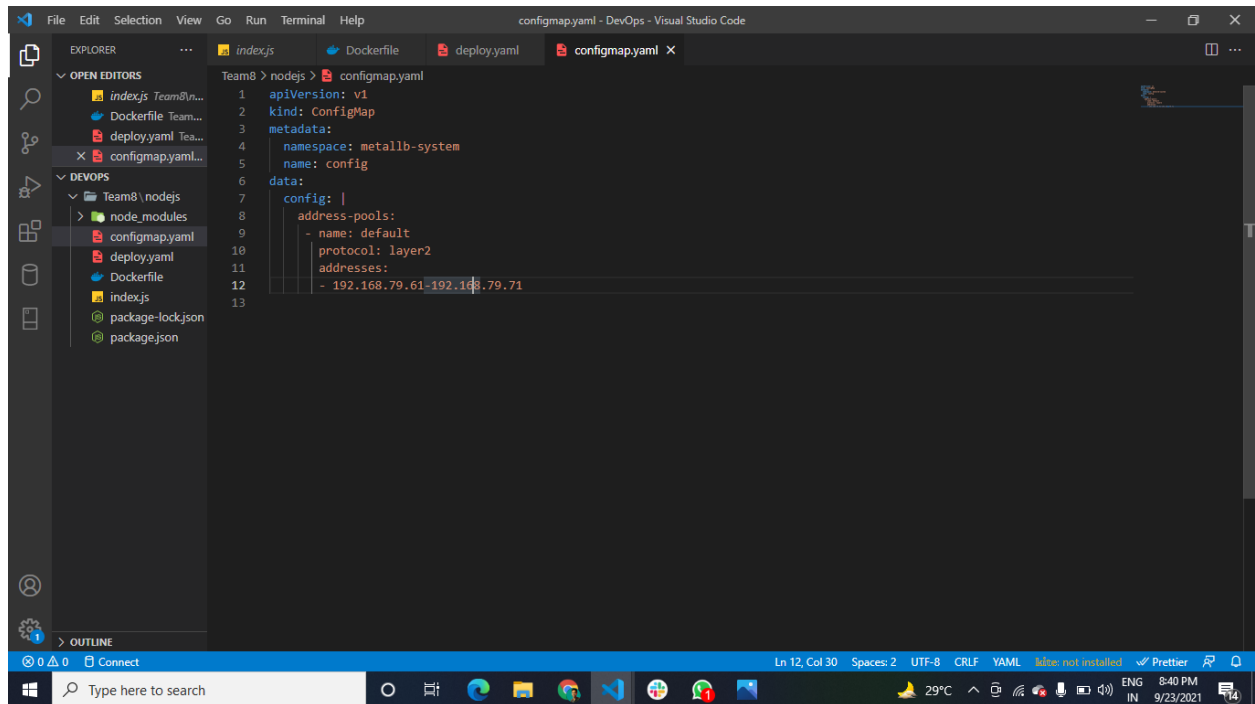 File Edit Selection View Go Run Terminal Help
configmap.yaml - DevOps - Visual Studio Code
EXPLORER
index.js
Dockerfile
deploy.yaml
configmap.yaml
OPEN EDITORS
index.js Team8\n...
Dockerfile Team...
deploy.yaml Tea...
configmap.yaml...
DEVOPS
Team8\nodejs
node_modules
configmap.yaml
deploy.yaml
Dockerfile
index.js
package-lock.json
package.json
OUTLINE
Team8 > nodejs > configmap.yaml
1 apiVersion: v1
2 kind: ConfigMap
3 metadata:
4 namespace: metallb-system
5 name: config
6 data:
7 config: |
8 address-pools:
9 - name: default
10 protocol: layer2
11 addresses:
12 - 192.168.79.61-192.168.79.71
13
1
0 0 Connect
Ln 12, Col 30 Spaces: 2 UTF-8 CRLF YAML kite: not installed Prettier
Type here to search
1
29°C
ENG
IN
8:40 PM
9/23/2021
14